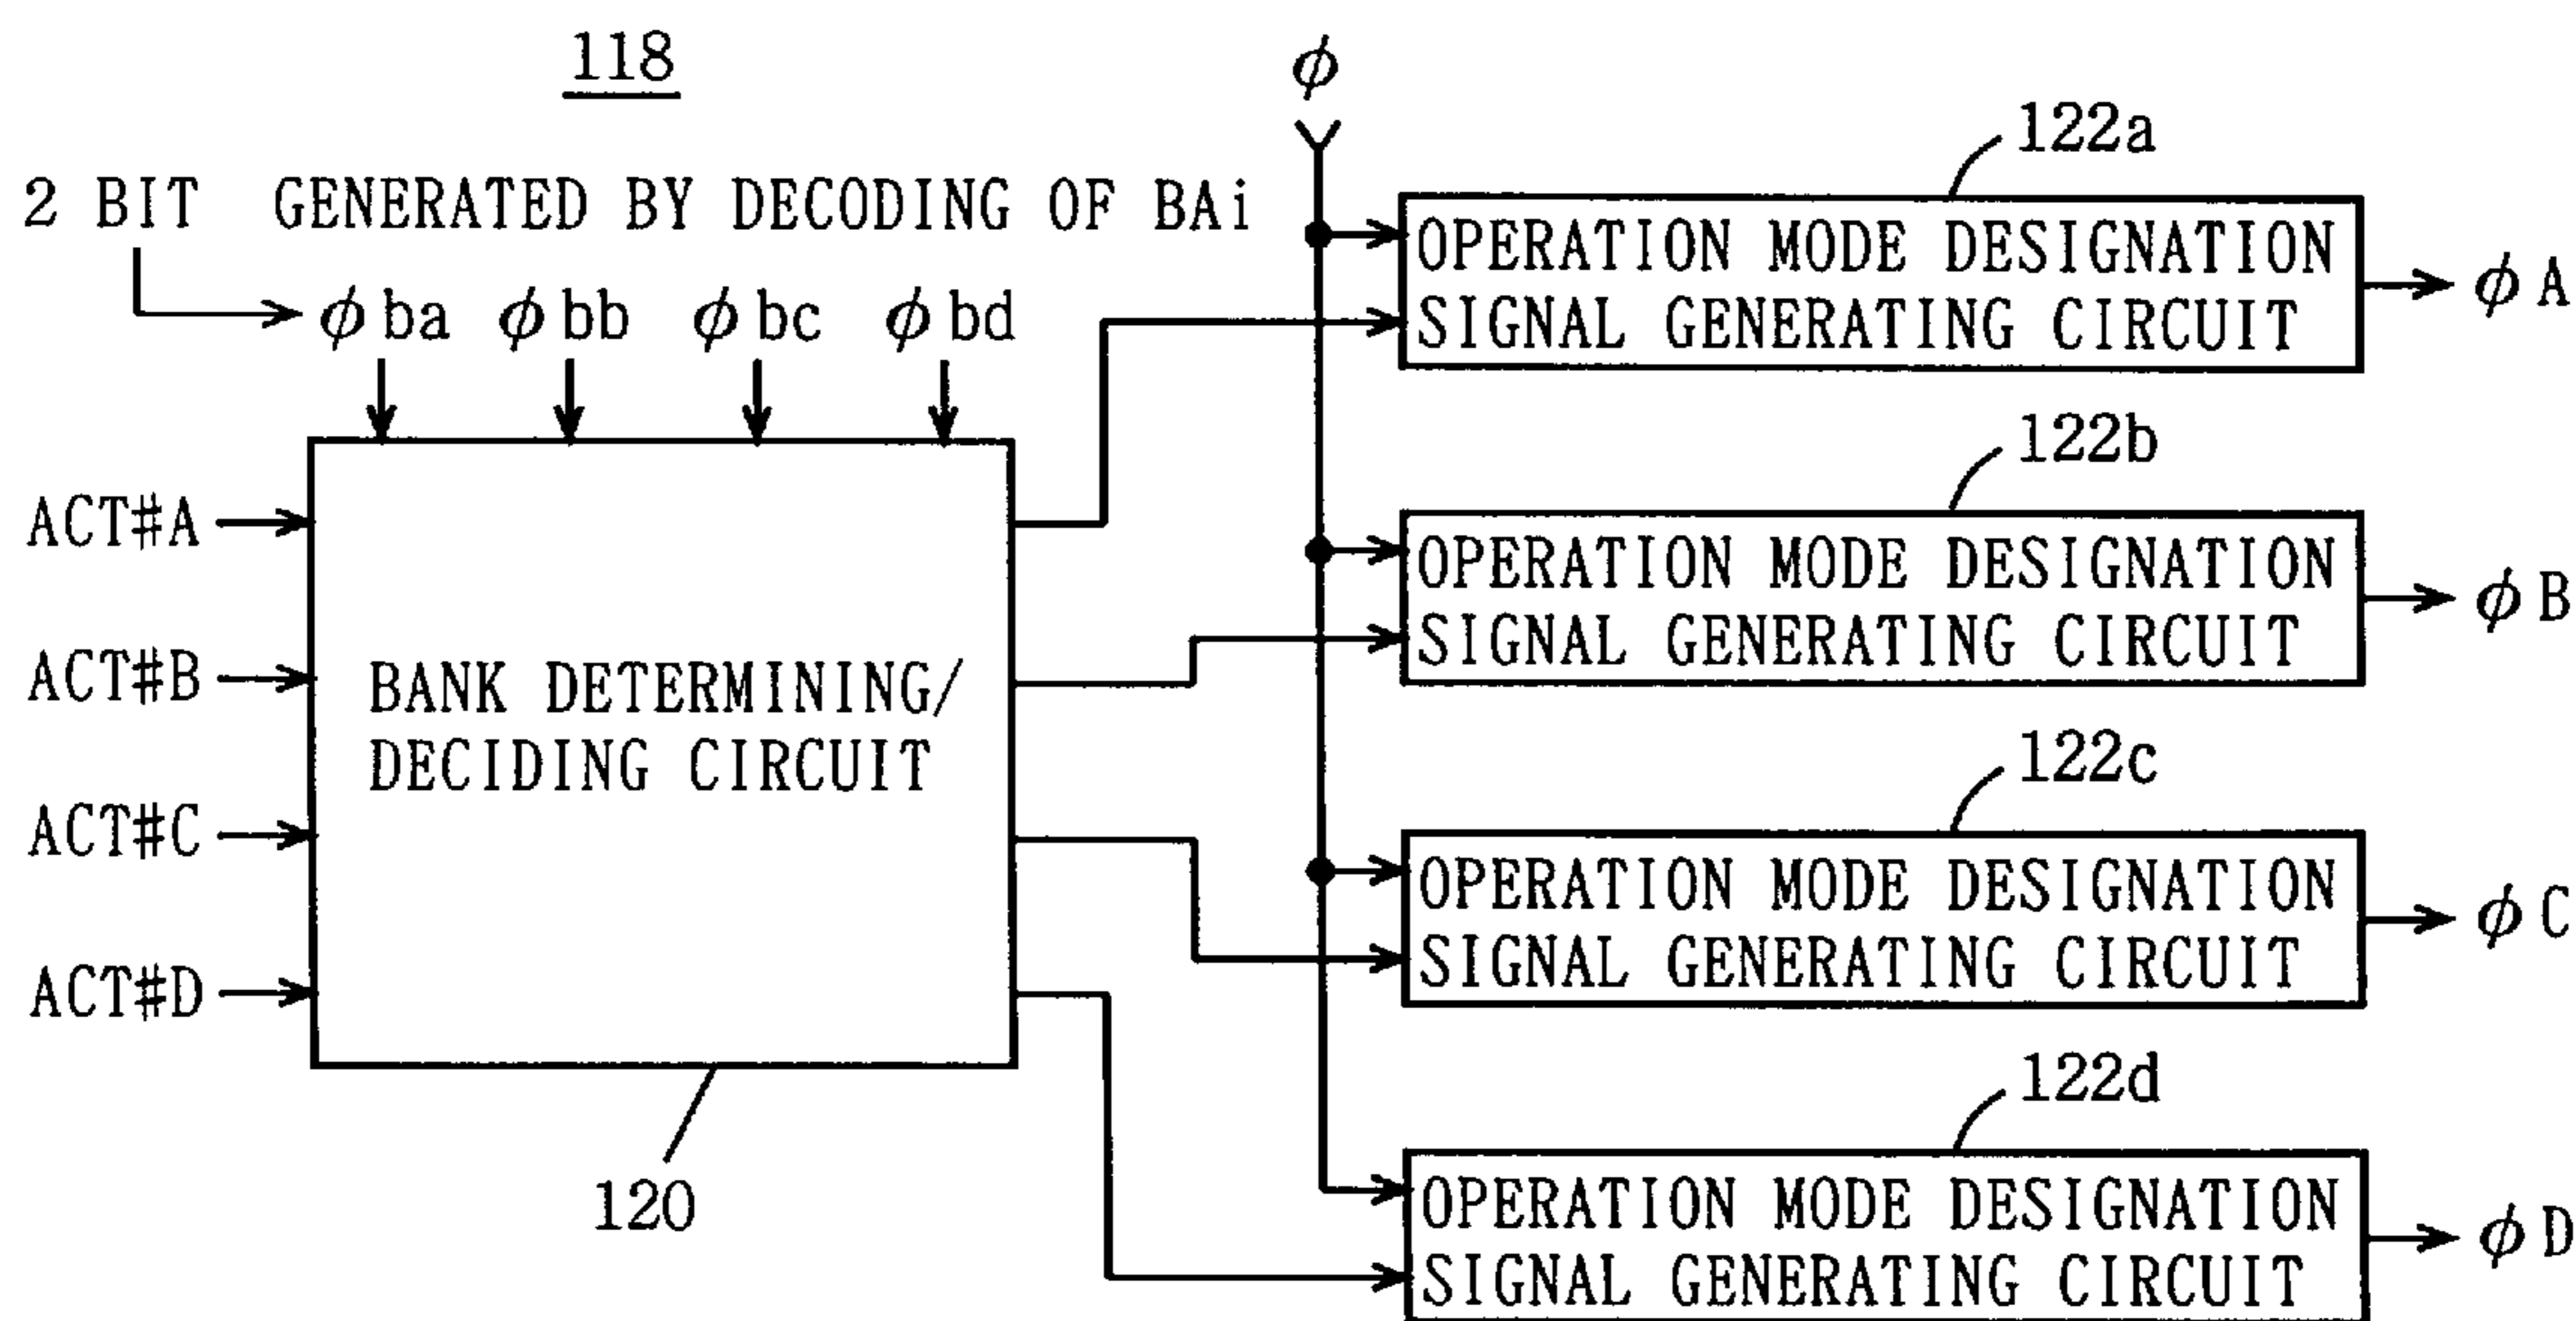 118
φ
2 BIT GENERATED BY DECODING OF BAi
φba φbb φbc φbd
ACT#A
ACT#B
ACT#C
ACT#D
BANK DETERMINING/
DECIDING CIRCUIT
120
122a
OPERATION MODE DESIGNATION
SIGNAL GENERATING CIRCUIT
φA
122b
OPERATION MODE DESIGNATION
SIGNAL GENERATING CIRCUIT
φB
122c
OPERATION MODE DESIGNATION
SIGNAL GENERATING CIRCUIT
φC
122d
OPERATION MODE DESIGNATION
SIGNAL GENERATING CIRCUIT
φD